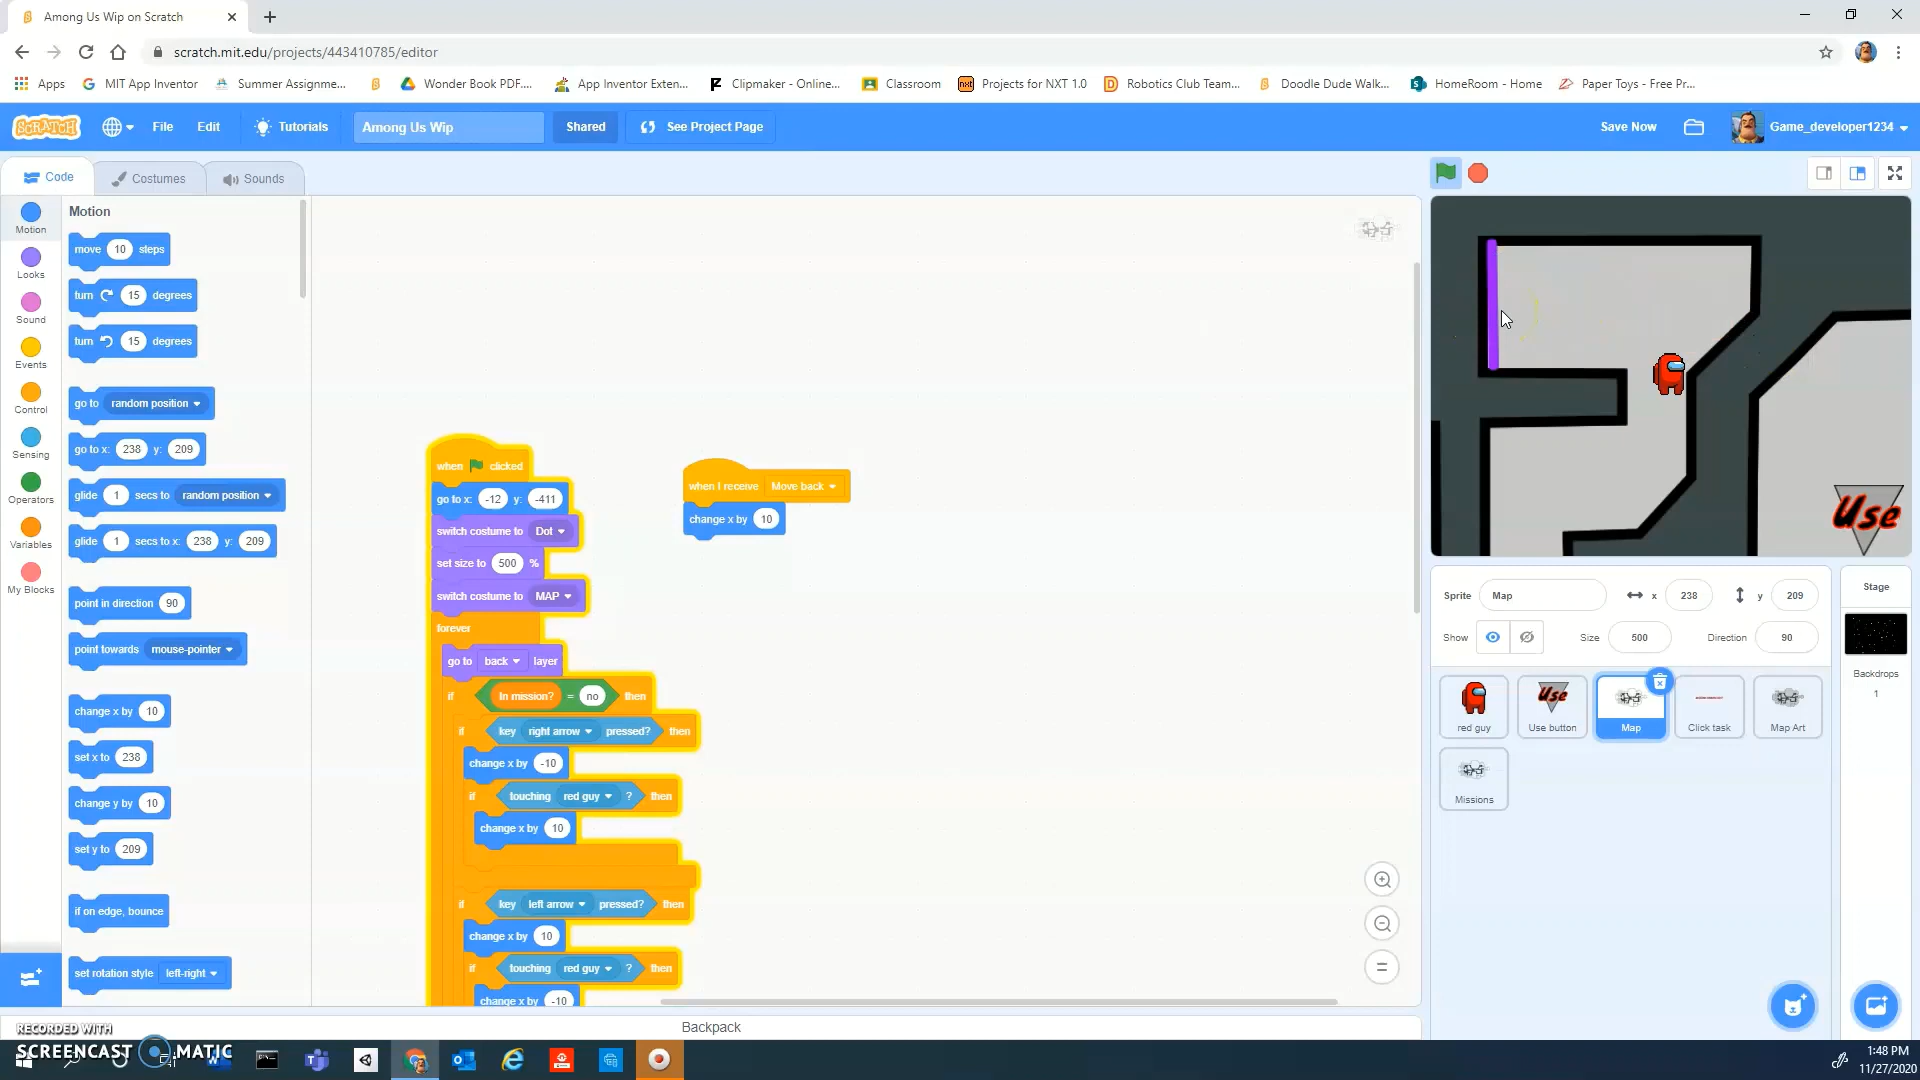 Among Us Wip on Scratch
scratch.mit.edu/projects/443410785/editor
Apps MIT App Inventor Summer Assignme... Wonder Book PDF.... App Inventor Exten... Clipmaker - Online... Classroom Projects for NXT 1.0 Robotics Club Team... Doodle Dude Walk... HomeRoom - Home Paper Toys - Free Pr...
SCRATCH File Edit Tutorials Among Us Wip Shared See Project Page Save Now Game_developer1234
Code Costumes Sounds
Motion
Looks
Sound
Events
Control
Sensing
Operators
Variables
My Blocks
Motion
move 10 steps
turn 15 degrees
turn 15 degrees
go to random position
go to x: 238 y: 209
glide 1 secs to random position
glide 1 secs to x: 238 y: 209
point in direction 90
point towards mouse-pointer
change x by 10
set x to 238
change y by 10
set y to 209
if on edge, bounce
set rotation style left-right
when clicked
go to x: -12 y: -411
switch costume to Dot
set size to 500 %
switch costume to MAP
forever
go to back layer
if In mission? = no then
if key right arrow pressed? then
change x by -10
if touching red guy ? then
change x by 10
if key left arrow pressed? then
change x by 10
if touching red guy ? then
change x by -10
when I receive Move back
change x by 10
Use
Sprite Map x 238 y 209
Show Size 500 Direction 90
red guy
Use
Use button
Map
Click task
Map Art
Missions
Stage
Backdrops
1
Backpack
RECORDED WITH
SCREENCAST MATIC
1:48 PM
11/27/2020